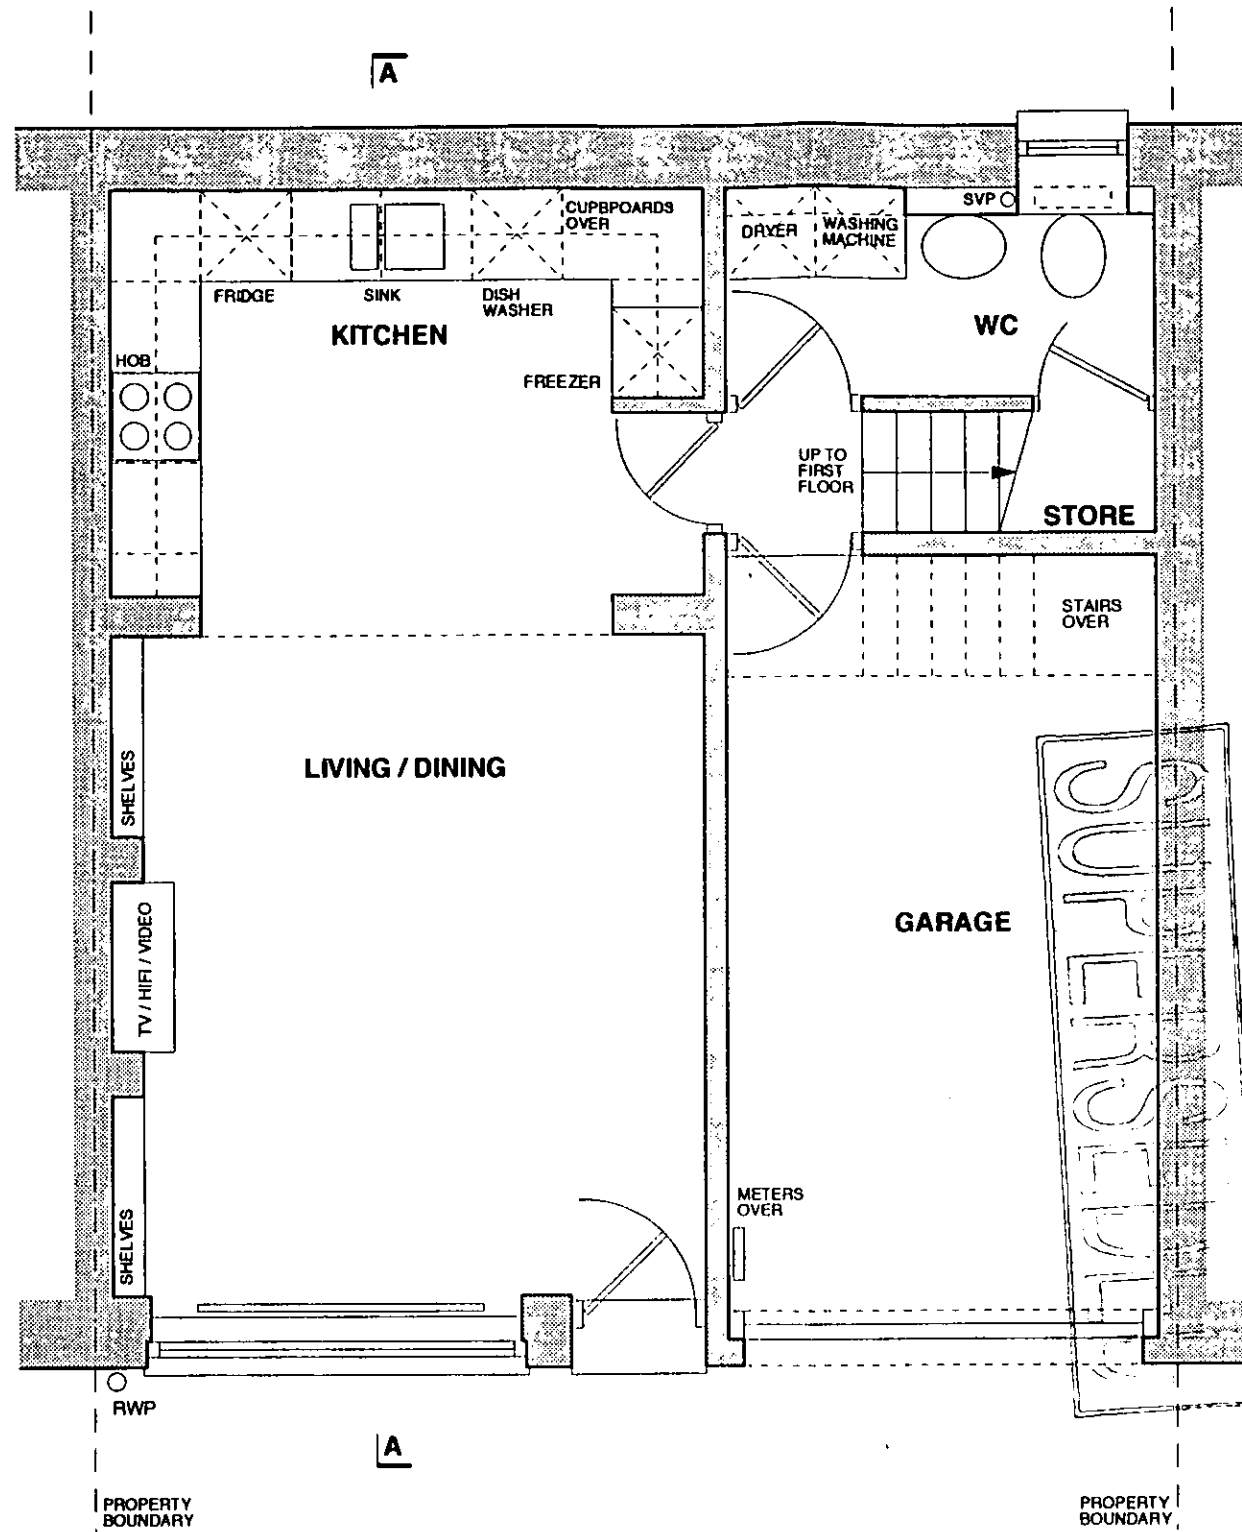 A
SVP
CUPBPOARDS
OVER
DRYER
WASHING
MACHINE
FRIDGE
SINK
DISH
WASHER
KITCHEN
WC
HOB
FREEZER
UP TO
FIRST
FLOOR
STORE
STAIRS
OVER
SHELVES
LIVING / DINING
SUPERSEDED
TV / HIFI / VIDEO
GARAGE
METERS
OVER
SHELVES
RWP
A
PROPERTY
BOUNDARY
PROPERTY
BOUNDARY